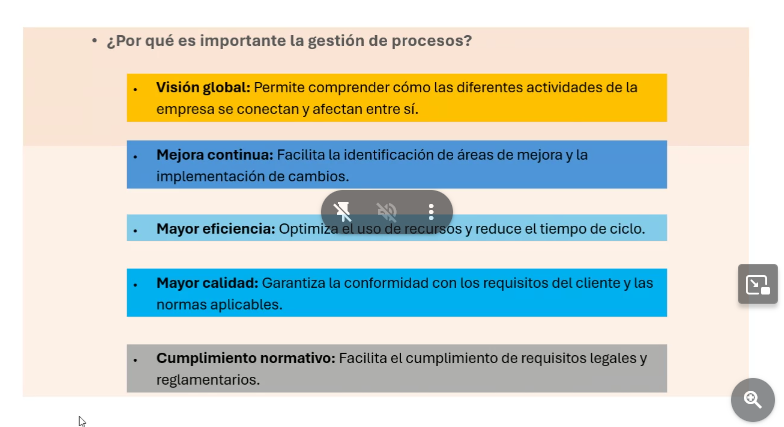 • ¿Por qué es importante la gestión de procesos?
• Visión global: Permite comprender cómo las diferentes actividades de la
empresa se conectan y afectan entre sí.
• Mejora continua: Facilita la identificación de áreas de mejora y la
implementación de cambios.
• Mayor eficiencia: Optimiza el uso de recursos y reduce el tiempo de ciclo.
• Mayor calidad: Garantiza la conformidad con los requisitos del cliente y las
normas aplicables.
• Cumplimiento normativo: Facilita el cumplimiento de requisitos legales y
reglamentarios.